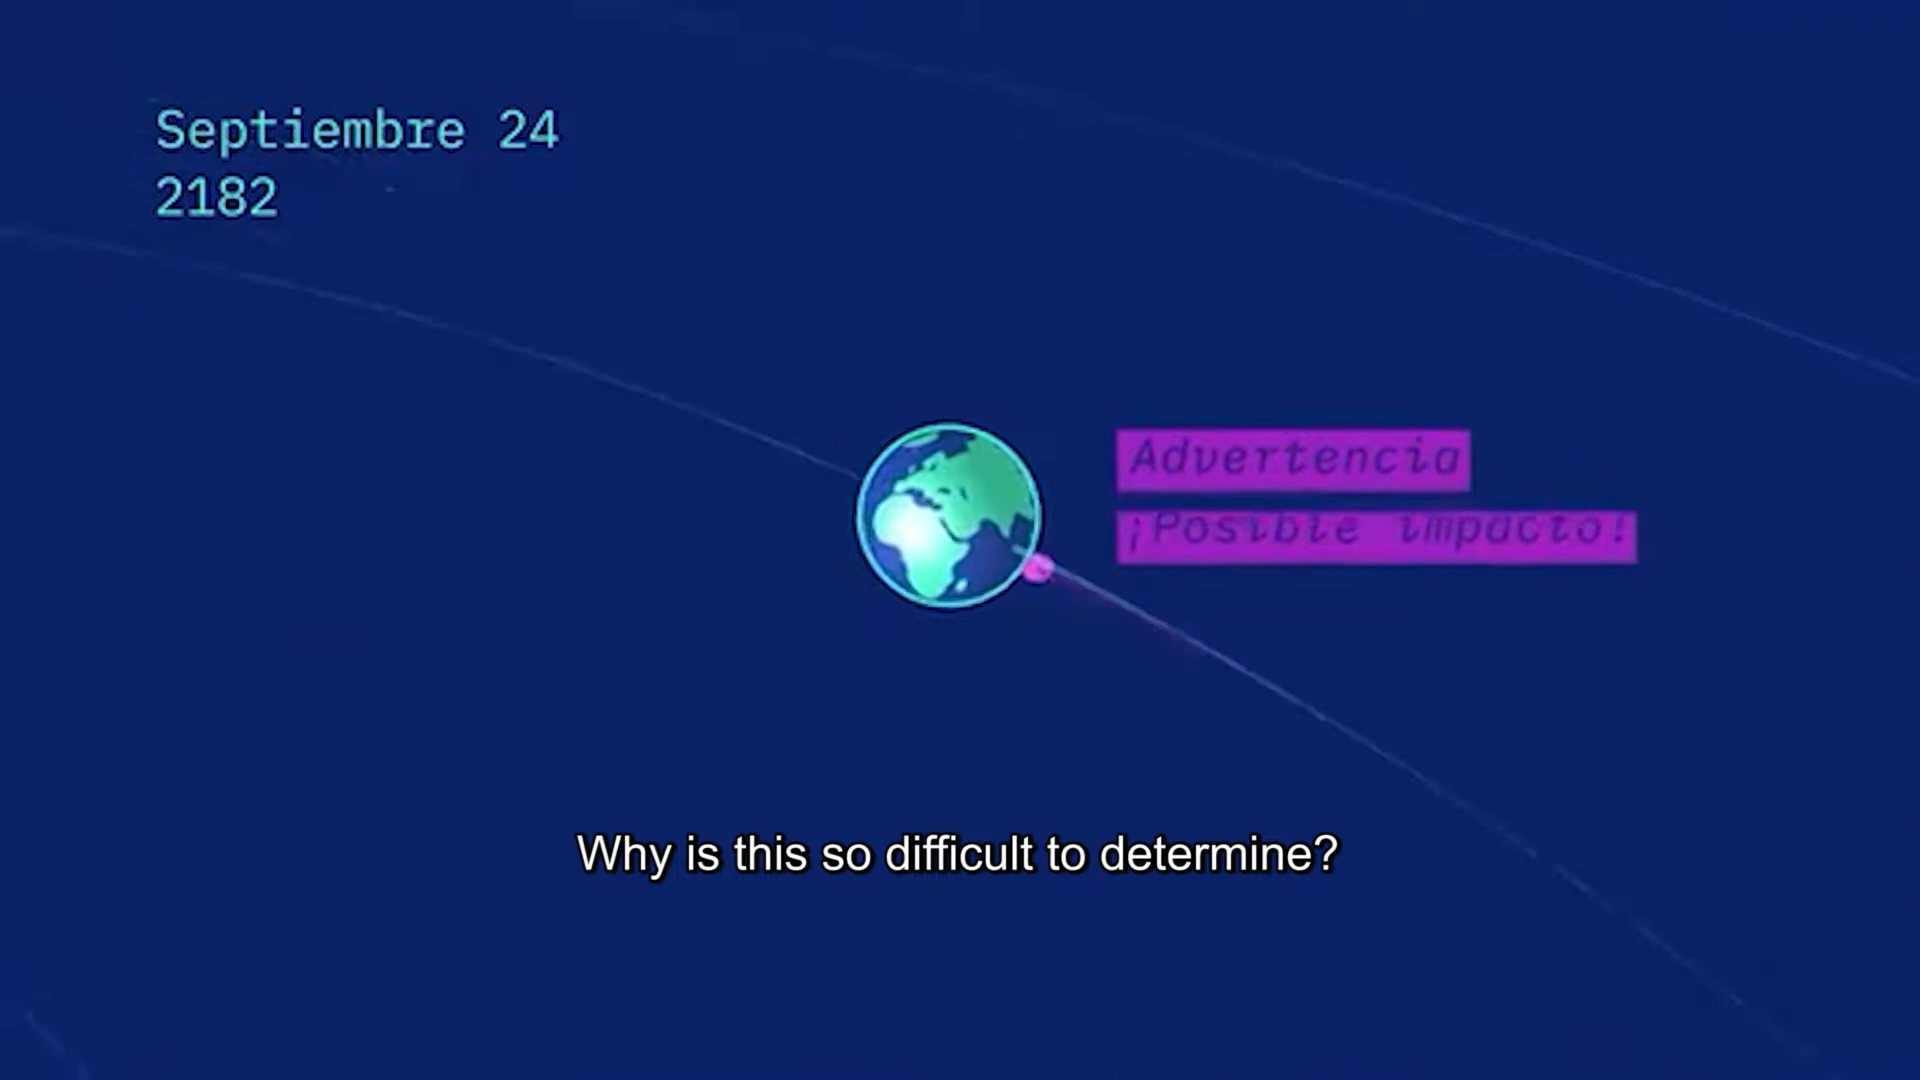 Septiembre 24
2182
Advertencia
¡Posible impacto!
Why is this so difficult to determine?